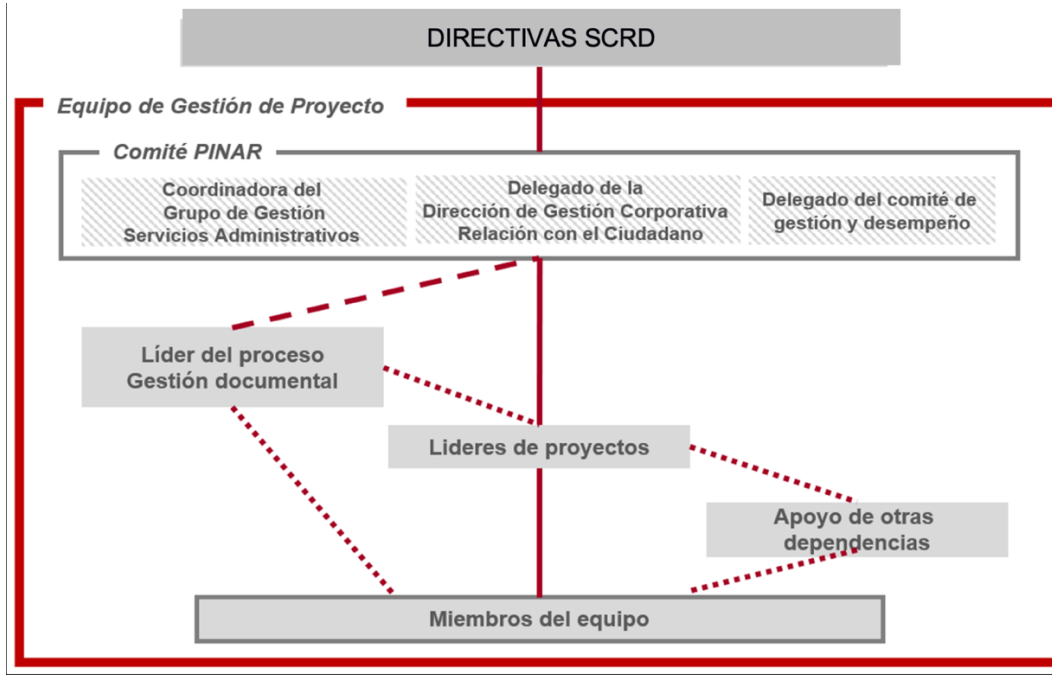 DIRECTIVAS SCRD
Equipo de Gestión de Proyecto
Comité PINAR
Coordinadora del
Grupo de Gestión
Servicios Administrativos
Delegado de la
Dirección de Gestión Corporativa
Relación con el Ciudadano
Delegado del comité de
gestión y desempeño
Líder del proceso
Gestión documental
Lideres de proyectos
Apoyo de otras
dependencias
Miembros del equipo